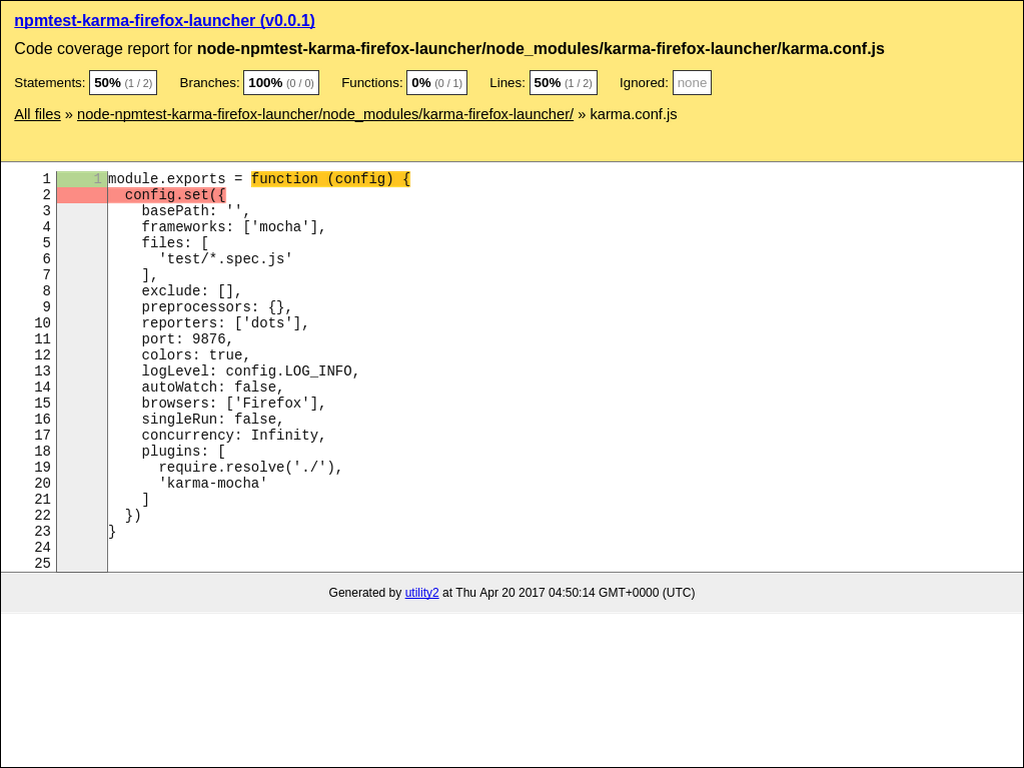 npmtest-karma-firefox-launcher (v0.0.1)
Code coverage report for node-npmtest-karma-firefox-launcher/node_modules/karma-firefox-launcher/karma.conf.js
Statements: 50% (1 / 2) Branches: 100% (0 / 0) Functions: 0% (0 / 1) Lines: 50% (1 / 2) Ignored: none
All files » node-npmtest-karma-firefox-launcher/node_modules/karma-firefox-launcher/ » karma.conf.js
1 1 module.exports = function (config) {
2   config.set({
3     basePath: '',
4     frameworks: ['mocha'],
5     files: [
6       'test/*.spec.js'
7     ],
8     exclude: [],
9     preprocessors: {},
10     reporters: ['dots'],
11     port: 9876,
12     colors: true,
13     logLevel: config.LOG_INFO,
14     autoWatch: false,
15     browsers: ['Firefox'],
16     singleRun: false,
17     concurrency: Infinity,
18     plugins: [
19       require.resolve('./'),
20       'karma-mocha'
21     ]
22   })
23 }
24
25
Generated by utility2 at Thu Apr 20 2017 04:50:14 GMT+0000 (UTC)